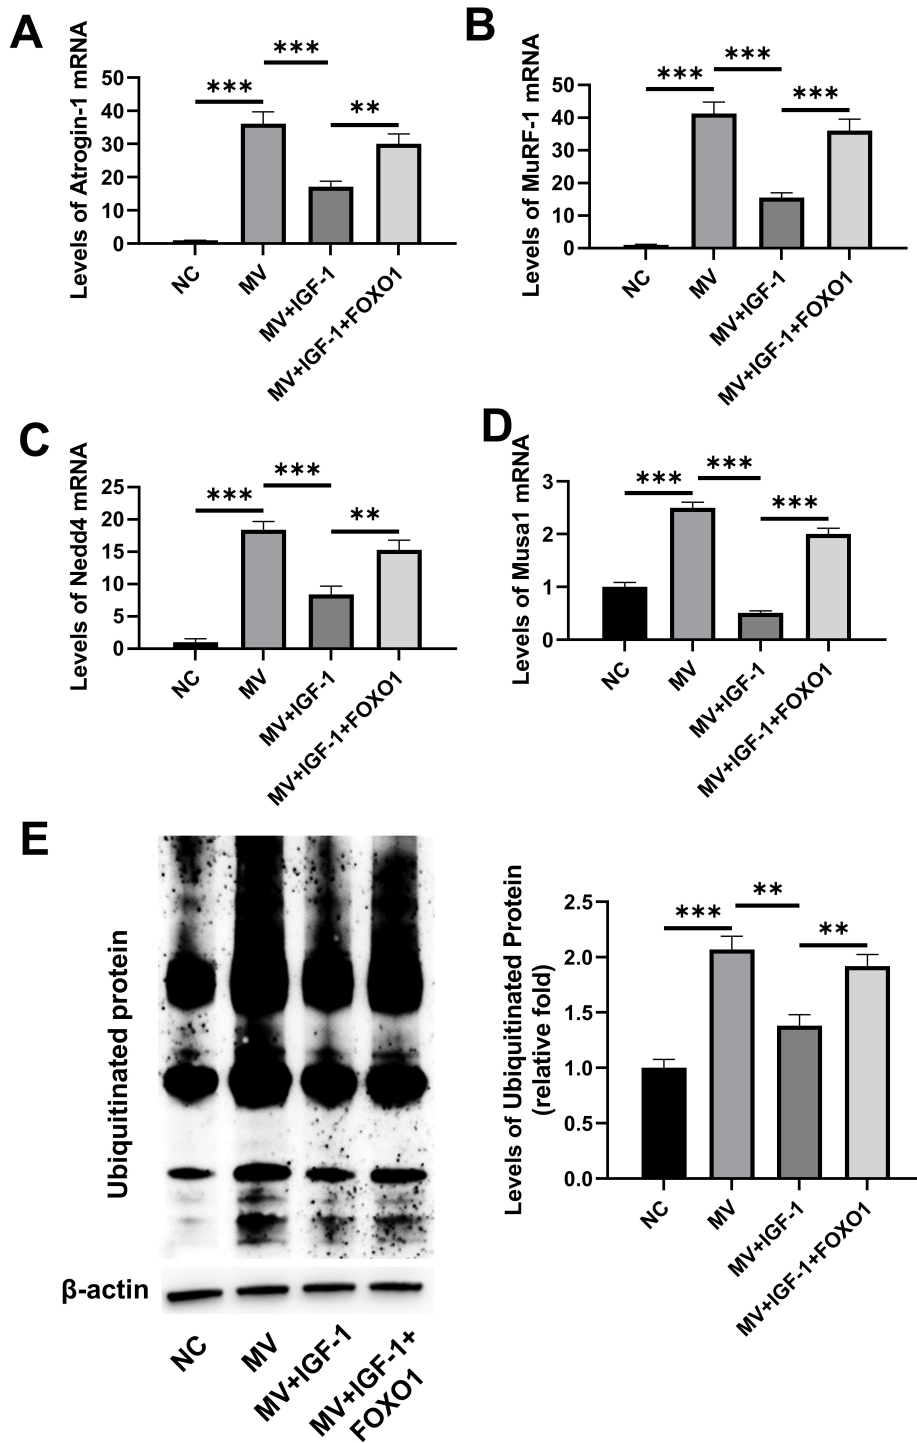 A
Levels of Atrogin-1 mRNA
50
40
30
20
10
0
***
***
**
NC
MV
MV+IGF-1
MV+IGF-1+FOXO1
B
Levels of MuRF-1 mRNA
50
40
30
20
10
0
***
***
***
NC
MV
MV+IGF-1
MV+IGF-1+FOXO1
C
Levels of Nedd4 mRNA
25
20
15
10
5
0
***
***
**
NC
MV
MV+IGF-1
MV+IGF-1+FOXO1
D
Levels of Musa1 mRNA
3
2
1
0
***
***
***
NC
MV
MV+IGF-1
MV+IGF-1+FOXO1
E
Ubiquitinated protein
β-actin
NC
MV
MV+IGF-1
MV+IGF-1+
FOXO1
Levels of Ubiquitinated Protein
(relative fold)
2.5
2.0
1.5
1.0
0.5
0.0
***
**
**
NC
MV
MV+IGF-1
MV+IGF-1+FOXO1